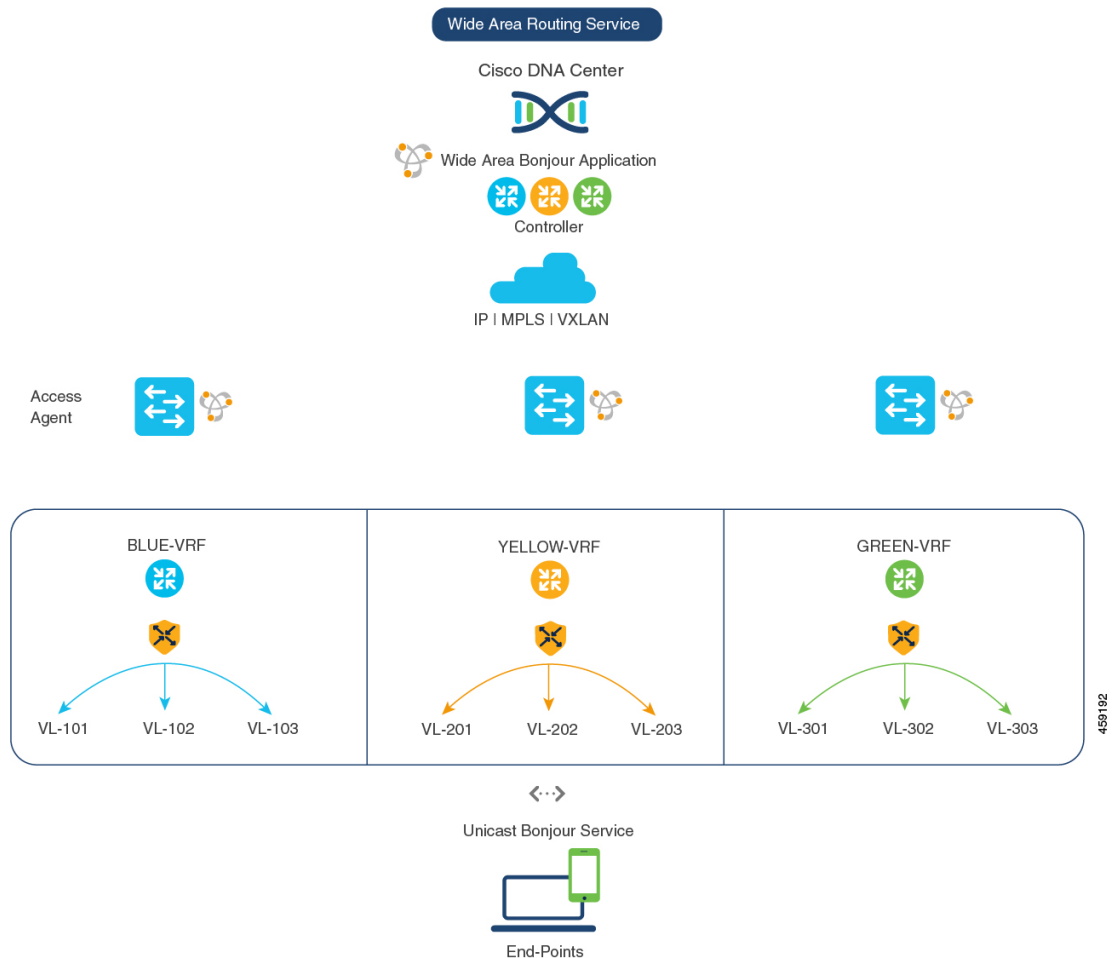 Wide Area Routing Service
Cisco DNA Center
Wide Area Bonjour Application
Controller
IP | MPLS | VXLAN
Access
Agent
BLUE-VRF
YELLOW-VRF
GREEN-VRF
VL-101
VL-102
VL-103
VL-201
VL-202
VL-203
VL-301
VL-302
VL-303
459192
Unicast Bonjour Service
End-Points